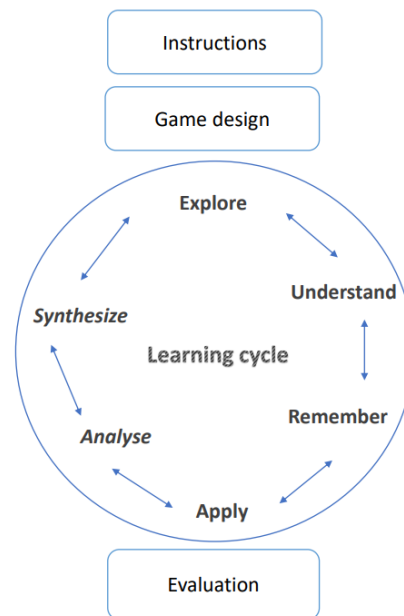 Instructions
Game design
Explore
Understand
Synthesize
Learning cycle
Remember
Analyse
Apply
Evaluation